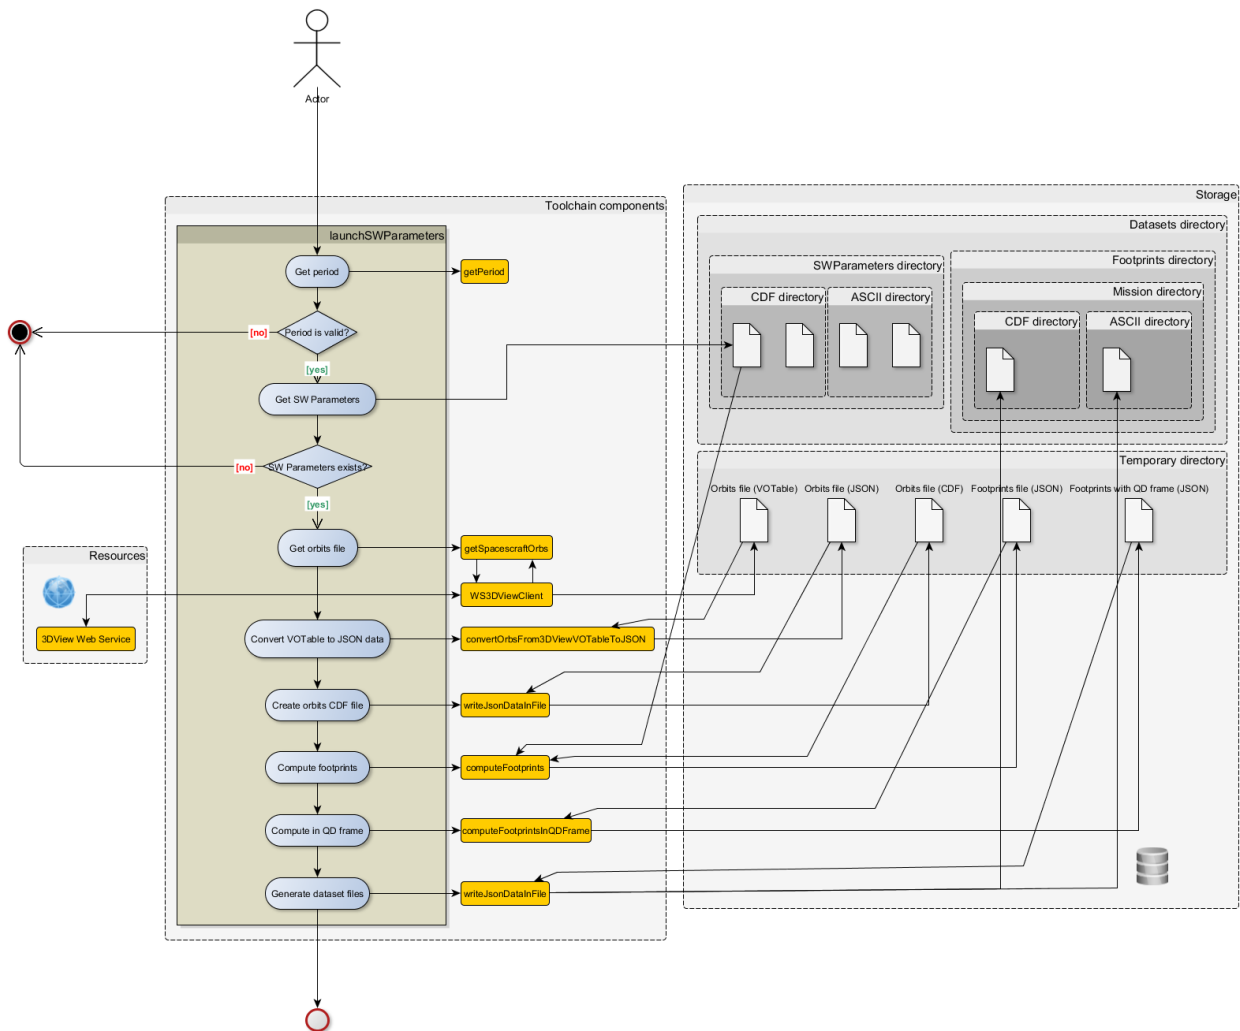 Actor
Toolchain components
launchSWParameters
Get period
getPeriod
Period is valid?
[no]
[yes]
Get SW Parameters
SW Parameters exists?
[no]
[yes]
Get orbits file
getSpacescraftOrbs
WS3DViewClient
Resources
3DView Web Service
Convert VOTable to JSON data
convertOrbsFrom3DViewVOTableToJSON
Create orbits CDF file
writeJsonDataInFile
Compute footprints
computeFootprints
Compute in QD frame
computeFootprintsInQDFrame
Generate dataset files
writeJsonDataInFile
Storage
Datasets directory
SWParameters directory
CDF directory
ASCII directory
Footprints directory
Mission directory
CDF directory
ASCII directory
Temporary directory
Orbits file (VOTable)
Orbits file (JSON)
Orbits file (CDF)
Footprints file (JSON)
Footprints with QD frame (JSON)